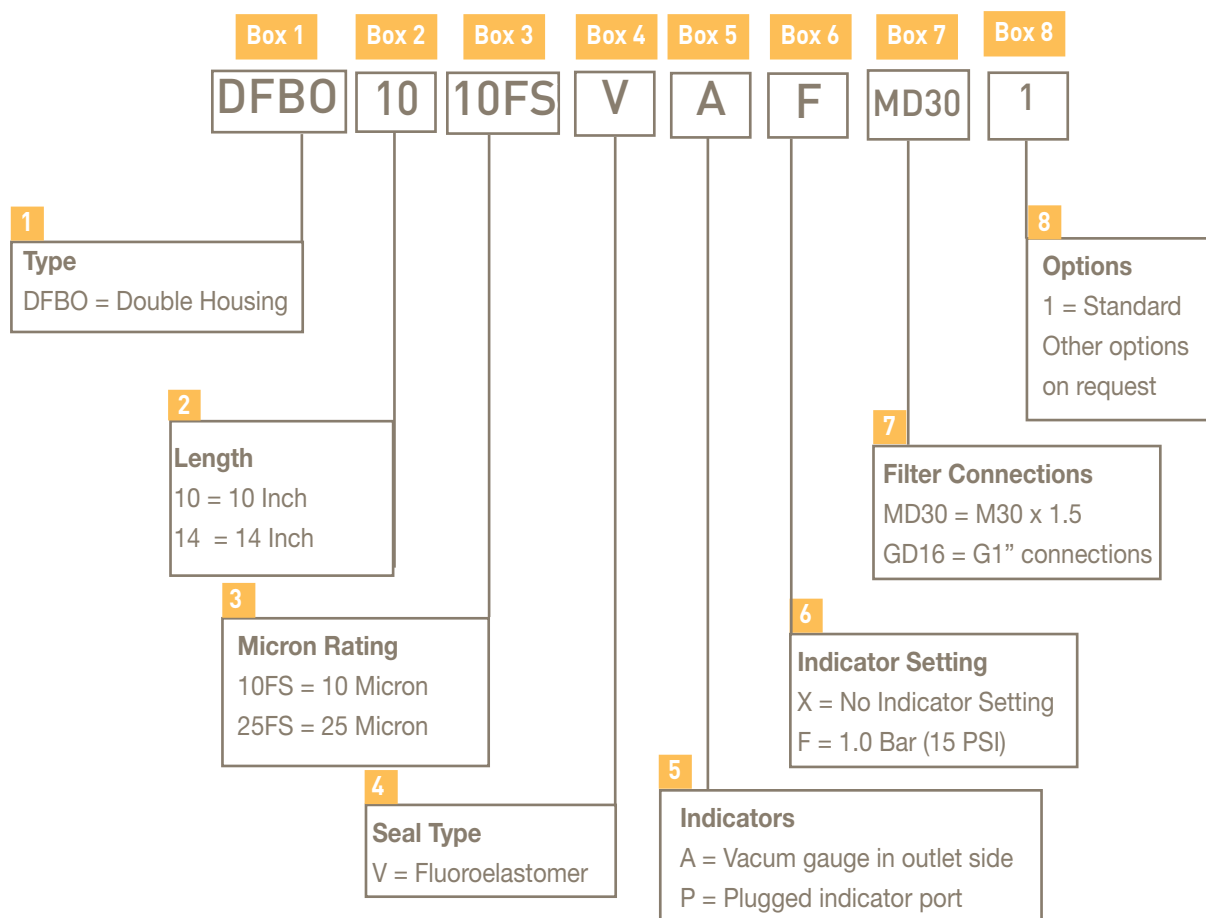 Box 1 Box 2 Box 3 Box 4 Box 5 Box 6 Box 7 Box 8
DFBO 10 10FS V A F MD30 1
1
Type
DFBO = Double Housing
8
Options
1 = Standard
Other options
on request
2
Length
10 = 10 Inch
14 = 14 Inch
7
Filter Connections
MD30 = M30 x 1.5
GD16 = G1” connections
3
Micron Rating
10FS = 10 Micron
25FS = 25 Micron
6
Indicator Setting
X = No Indicator Setting
F = 1.0 Bar (15 PSI)
4
Seal Type
V = Fluoroelastomer
5
Indicators
A = Vacum gauge in outlet side
P = Plugged indicator port